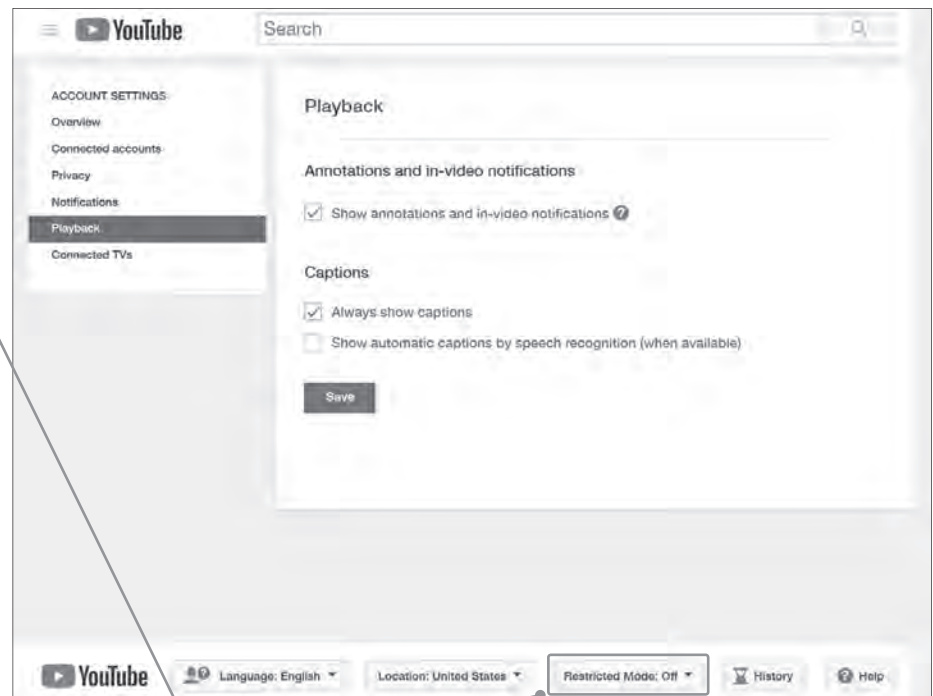 YouTube Search
ACCOUNT SETTINGS
Overview
Connected accounts
Privacy
Notifications
Playback
Connected TVs
Playback
Annotations and in-video notifications
Show annotations and in-video notifications ?
Captions
Always show captions
Show automatic captions by speech recognition (when available)
Save
YouTube Language: English Location: United States Restricted Mode: Off History Help